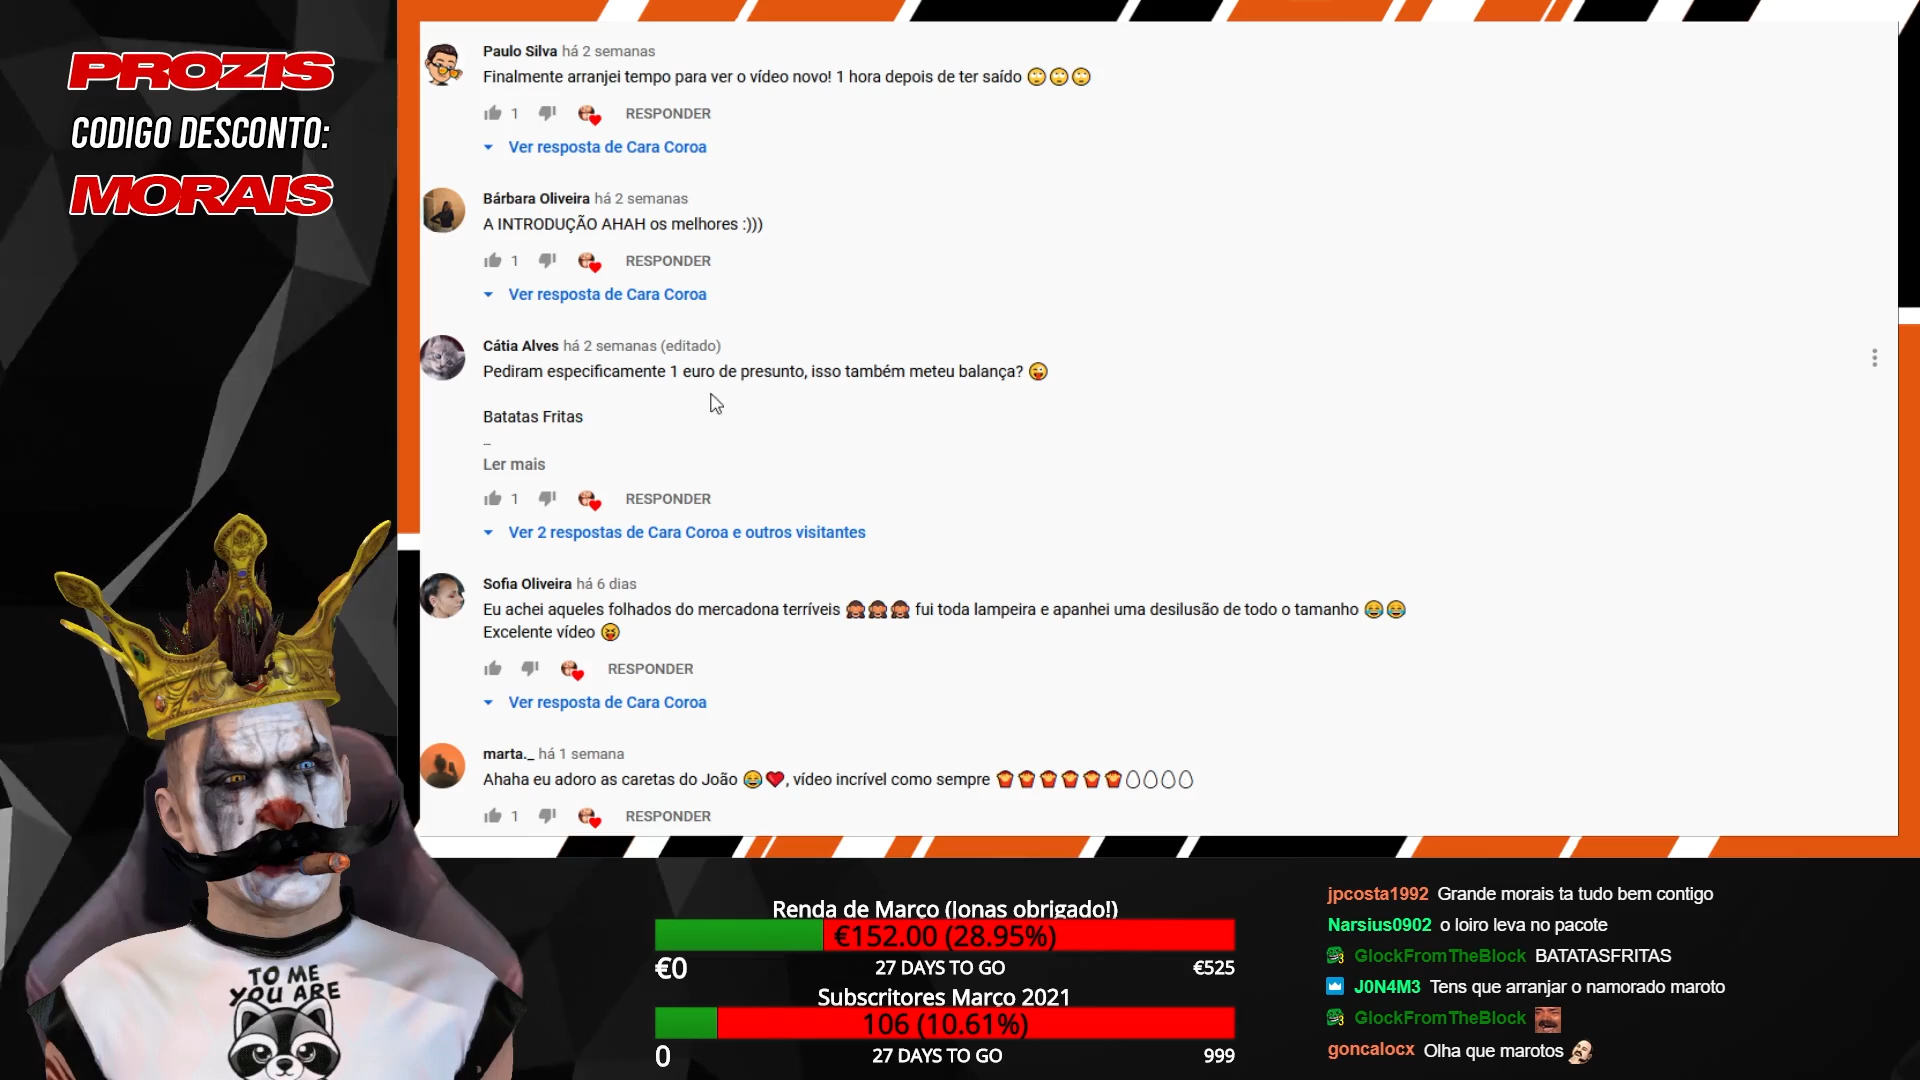 PROZIS
CODIGO DESCONTO:
MORAIS
Paulo Silva há 2 semanas
Finalmente arranjei tempo para ver o vídeo novo! 1 hora depois de ter saído 🙄🙄🙄
1 RESPONDER
Ver resposta de Cara Coroa
Bárbara Oliveira há 2 semanas
A INTRODUÇÃO AHAH os melhores :)))
1 RESPONDER
Ver resposta de Cara Coroa
Cátia Alves há 2 semanas (editado)
Pediram especificamente 1 euro de presunto, isso também meteu balança? 😜
Batatas Fritas
...
Ler mais
1 RESPONDER
Ver 2 respostas de Cara Coroa e outros visitantes
Sofia Oliveira há 6 dias
Eu achei aqueles folhados do mercadona terríveis 🙈🙈🙈 fui toda lampeira e apanhei uma desilusão de todo o tamanho 😂😂
Excelente vídeo 😝
RESPONDER
Ver resposta de Cara Coroa
marta._ há 1 semana
Ahaha eu adoro as caretas do João 😂❤, vídeo incrível como sempre 🍟🍟🍟🍟🍟🍟🥚🥚🥚🥚
1 RESPONDER
TO ME
YOU ARE
Renda de Março (Jonas obrigado!)
€152.00 (28.95%)
€0 27 DAYS TO GO €525
Subscritores Março 2021
106 (10.61%)
0 27 DAYS TO GO 999
jpcosta1992 Grande morais ta tudo bem contigo
Narsius0902 o loiro leva no pacote
GlockFromTheBlock BATATASFRITAS
J0N4M3 Tens que arranjar o namorado maroto
GlockFromTheBlock
goncalocx Olha que marotos